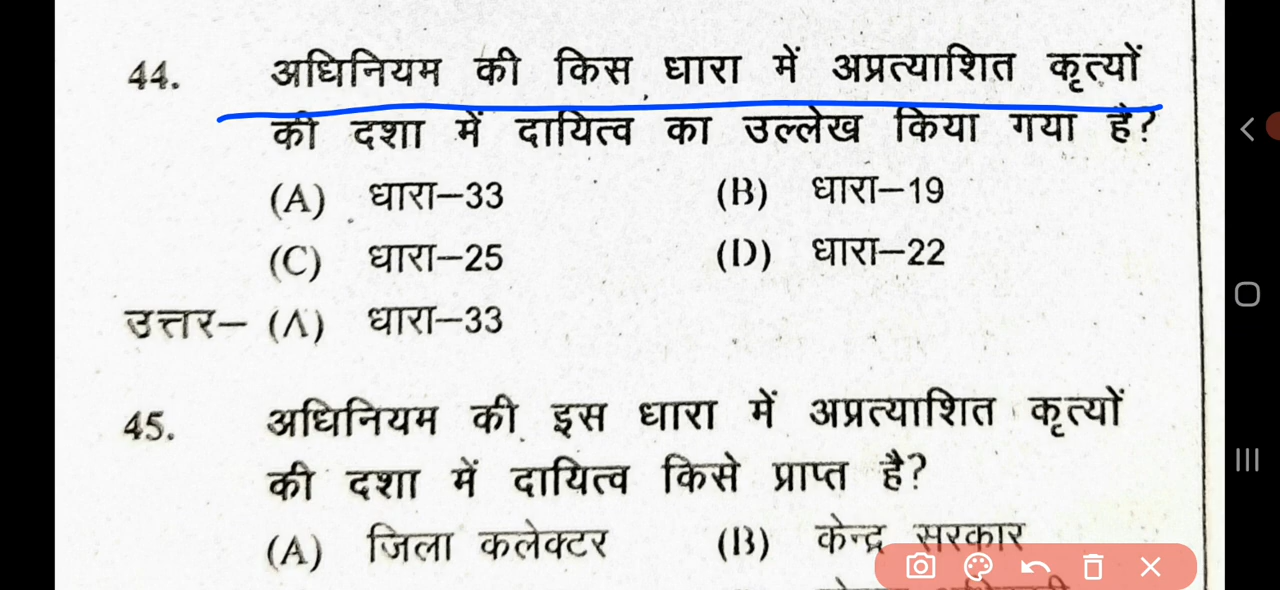 44. अधिनियम की किस धारा में अप्रत्याशित कृत्यों
की दशा में दायित्व का उल्लेख किया गया है?
(A) धारा–33 (B) धारा–19
(C) धारा–25 (D) धारा–22
उत्तर– (A) धारा–33
45. अधिनियम की इस धारा में अप्रत्याशित कृत्यों
की दशा में दायित्व किसे प्राप्त है?
(A) जिला कलेक्टर (B) केन्द्र सरकार